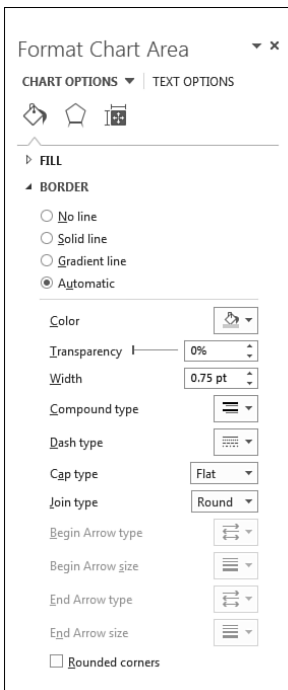 Format Chart Area
CHART OPTIONS TEXT OPTIONS
FILL
BORDER
No line
Solid line
Gradient line
Automatic
Color
Transparency 0%
Width 0.75 pt
Compound type
Dash type
Cap type Flat
Join type Round
Begin Arrow type
Begin Arrow size
End Arrow type
End Arrow size
Rounded corners